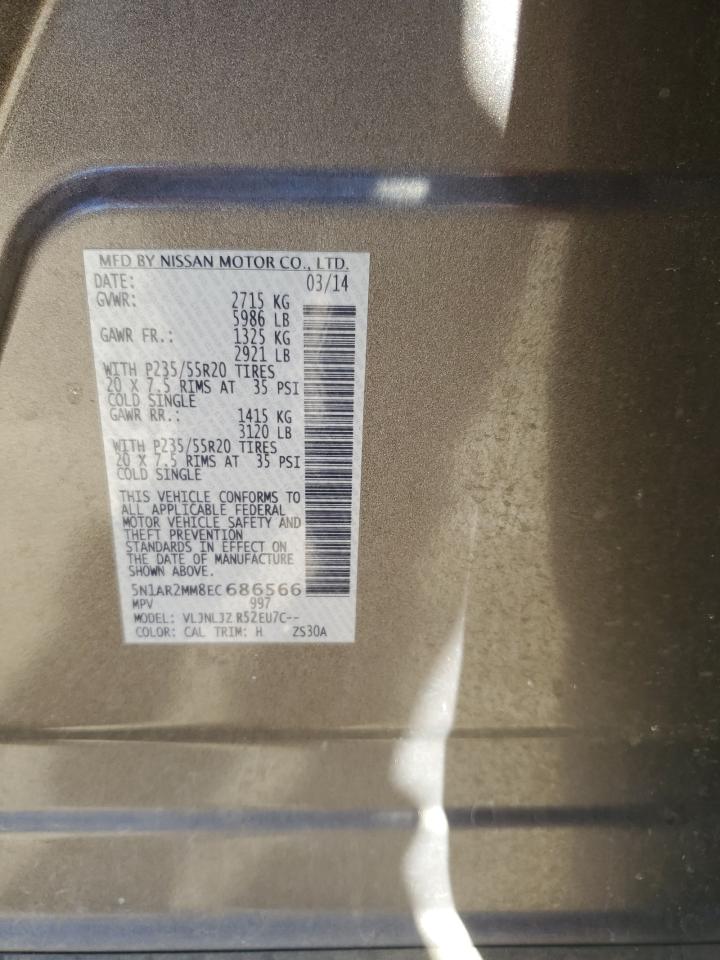 MFD BY NISSAN MOTOR CO., LTD.
DATE: 03/14
GVWR: 2715 KG
5986 LB
GAWR FR.: 1325 KG
2921 LB
WITH P235/55R20 TIRES
20 X 7.5 RIMS AT 35 PSI
COLD SINGLE
GAWR RR.: 1415 KG
3120 LB
WITH P235/55R20 TIRES
20 X 7.5 RIMS AT 35 PSI
COLD SINGLE
THIS VEHICLE CONFORMS TO
ALL APPLICABLE FEDERAL
MOTOR VEHICLE SAFETY AND
THEFT PREVENTION
STANDARDS IN EFFECT ON
THE DATE OF MANUFACTURE
SHOWN ABOVE.
5N1AR2MM8EC686566
MPV 997
MODEL: VLJNLJZ R52EU7C--
COLOR: CAL TRIM: H ZS30A